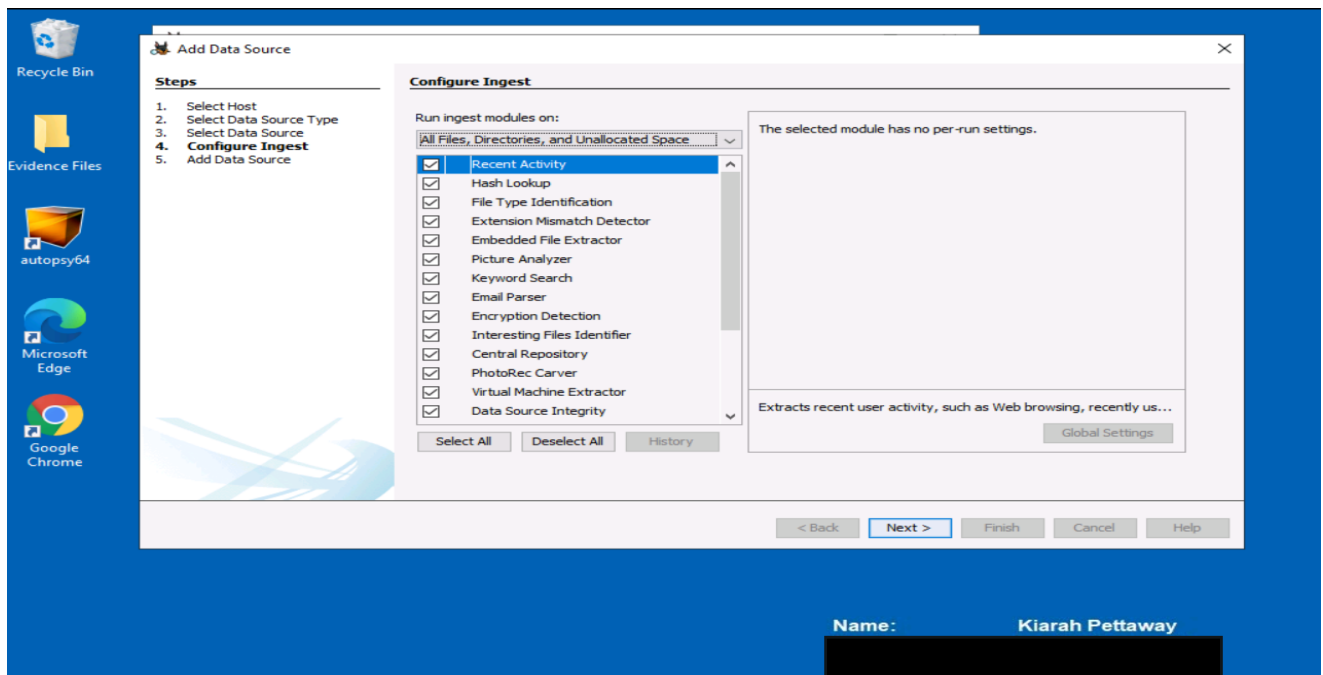 Recycle Bin
Evidence Files
autopsy64
Microsoft
Edge
Google
Chrome
Add Data Source
Steps
1. Select Host
2. Select Data Source Type
3. Select Data Source
4. Configure Ingest
5. Add Data Source
Configure Ingest
Run ingest modules on:
All Files, Directories, and Unallocated Space
Recent Activity
Hash Lookup
File Type Identification
Extension Mismatch Detector
Embedded File Extractor
Picture Analyzer
Keyword Search
Email Parser
Encryption Detection
Interesting Files Identifier
Central Repository
PhotoRec Carver
Virtual Machine Extractor
Data Source Integrity
Select All Deselect All History
The selected module has no per-run settings.
Extracts recent user activity, such as Web browsing, recently us...
Global Settings
< Back Next > Finish Cancel Help
Name: Kiarah Pettaway